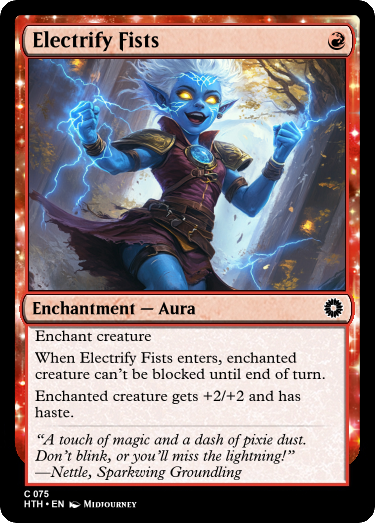 Electrify Fists
Enchantment — Aura
Enchant creature
When Electrify Fists enters, enchanted
creature can't be blocked until end of turn.
Enchanted creature gets +2/+2 and has
haste.
“A touch of magic and a dash of pixie dust.
Don't blink, or you'll miss the lightning!”
—Nettle, Sparkwing Groundling
C 075
HTH • EN Midjourney